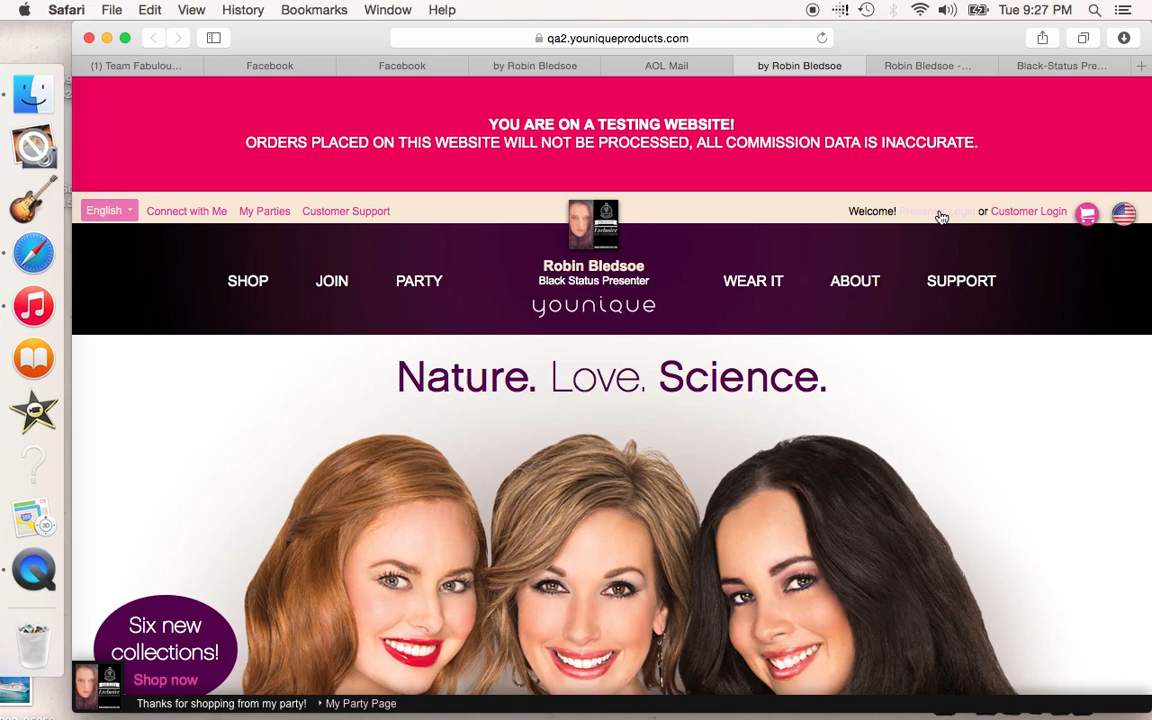 Safari File Edit View History Bookmarks Window Help Tue 9:27 PM
qa2.youniqueproducts.com
(1) Team Fabulou... Facebook Facebook by Robin Bledsoe AOL Mail by Robin Bledsoe Robin Bledsoe -... Black-Status Pre...
YOU ARE ON A TESTING WEBSITE!
ORDERS PLACED ON THIS WEBSITE WILL NOT BE PROCESSED, ALL COMMISSION DATA IS INACCURATE.
English Connect with Me My Parties Customer Support Welcome! Presenter Login or Customer Login
SHOP JOIN PARTY WEAR IT ABOUT SUPPORT
Robin Bledsoe
Black Status Presenter
younique
Nature. Love. Science.
Six new
collections!
Shop now
Thanks for shopping from my party! My Party Page